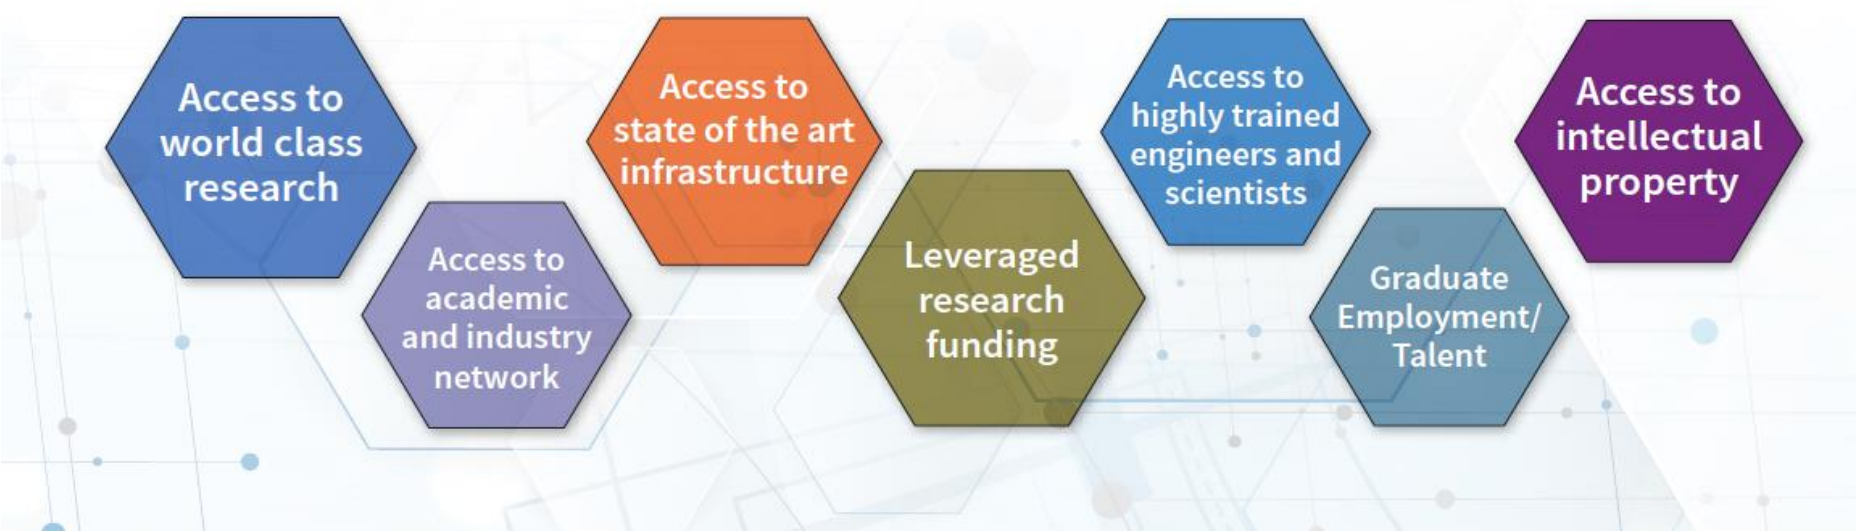 Access to
world class
research
Access to
academic
and industry
network
Access to
state of the art
infrastructure
Leveraged
research
funding
Access to
highly trained
engineers and
scientists
Graduate
Employment/
Talent
Access to
intellectual
property